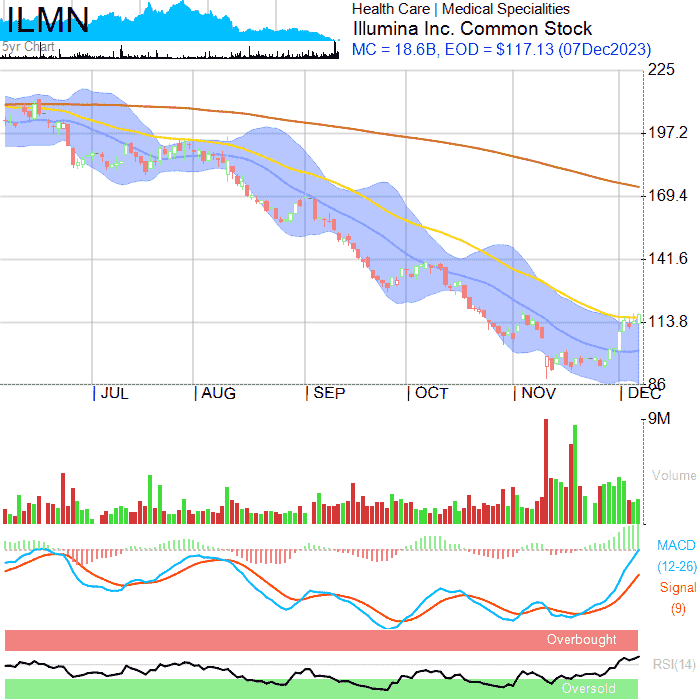 ILMN
5yr Chart
Health Care | Medical Specialities
Illumina Inc. Common Stock
MC = 18.6B, EOD = $117.13 (07Dec2023)
225
197.2
169.4
141.6
113.8
86
JUL AUG SEP OCT NOV DEC
9M
Volume
MACD
(12-26)
Signal
(9)
Overbought
RSI(14)
Oversold